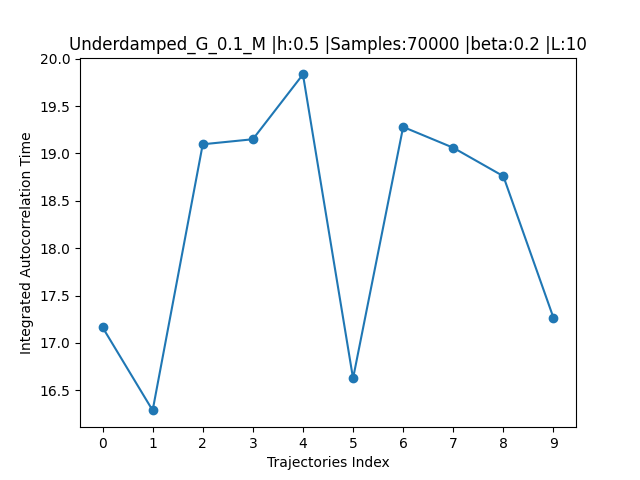 Underdamped_G_0.1_M |h:0.5 |Samples:70000 |beta:0.2 |L:10
Integrated Autocorrelation Time
20.0
19.5
19.0
18.5
18.0
17.5
17.0
16.5
0 1 2 3 4 5 6 7 8 9
Trajectories Index